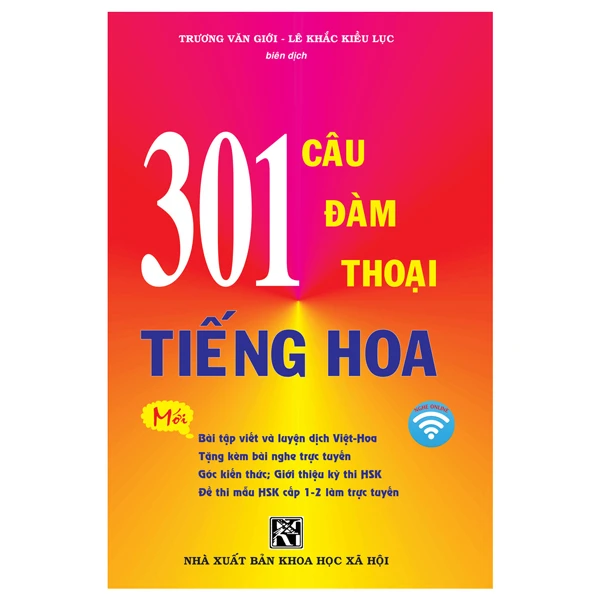 TRƯƠNG VĂN GIỚI - LÊ KHẮC KIỀU LỤC
biên dịch
301 CÂU
ĐÀM
THOẠI
TIẾNG HOA
Mới
NGHE ONLINE
Bài tập viết và luyện dịch Việt-Hoa
Tặng kèm bài nghe trực tuyến
Góc kiến thức; Giới thiệu kỳ thi HSK
Đề thi mẫu HSK cấp 1-2 làm trực tuyến
NHÀ XUẤT BẢN KHOA HỌC XÃ HỘI